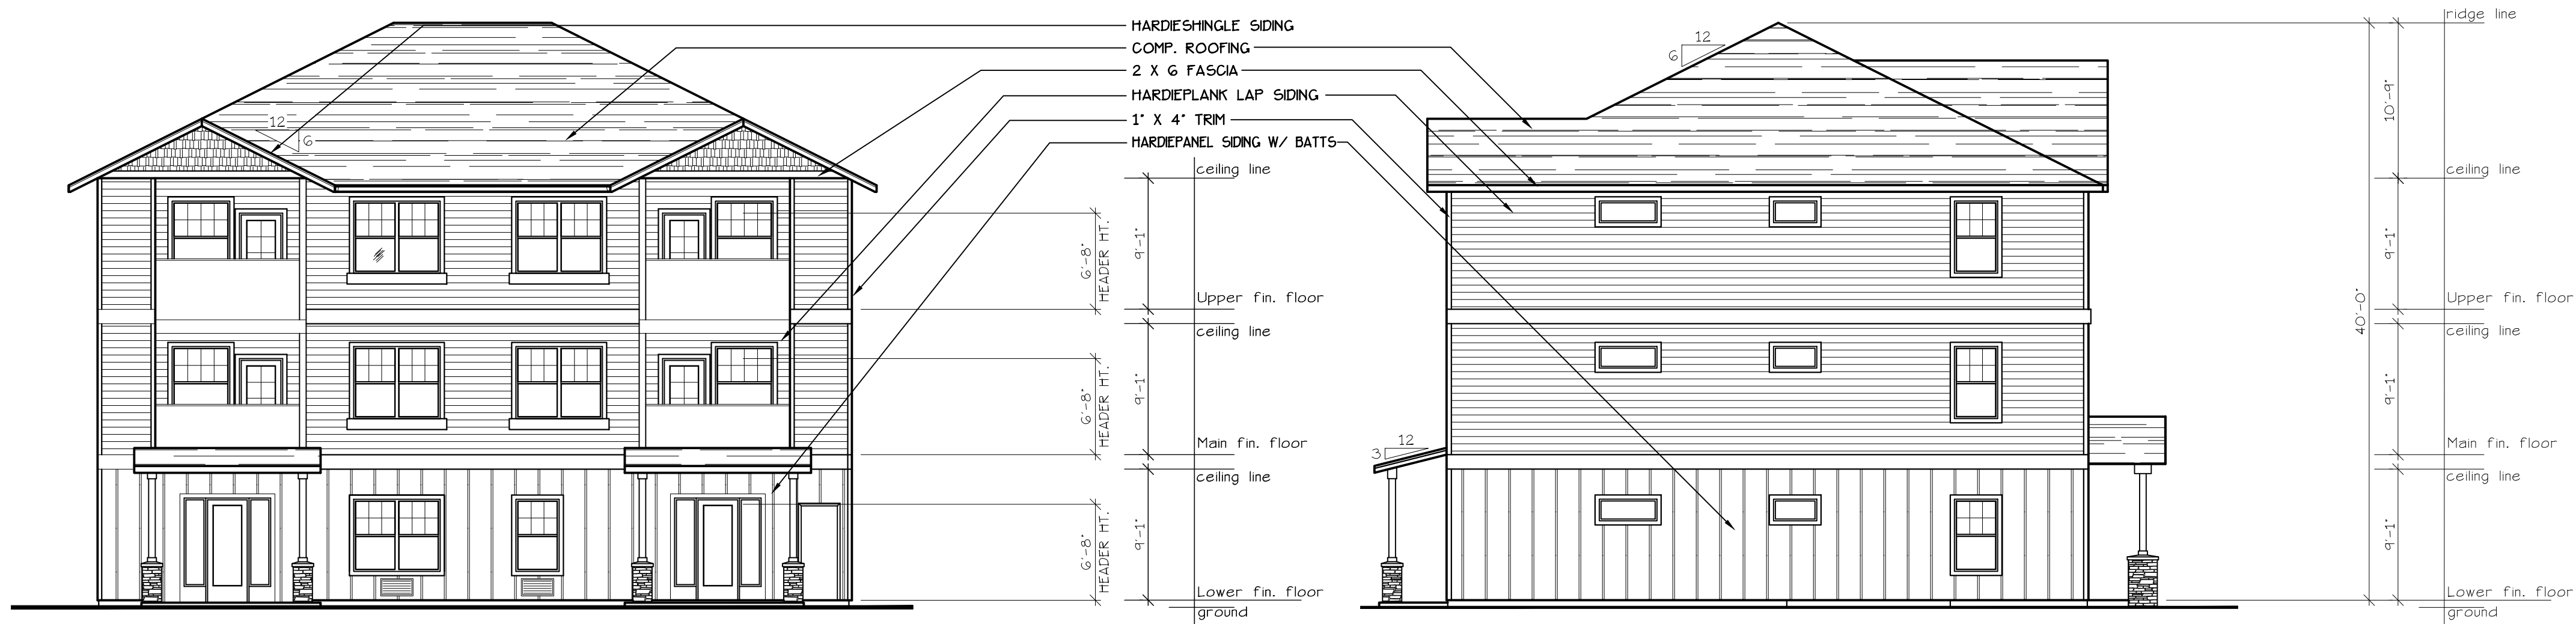 HARDIESHINGLE SIDING
COMP. ROOFING
2 X 6 FASCIA
HARDIEPLANK LAP SIDING
1" X 4" TRIM
HARDIEPANEL SIDING W/ BATTS
12
6
6'-8"
HEADER HT.
6'-8"
HEADER HT.
6'-8"
HEADER HT.
9'-1"
9'-1"
9'-1"
ceiling line
Upper fin. floor
ceiling line
Main fin. floor
ceiling line
Lower fin. floor
ground
12
6
12
3
40'-0"
10'-9"
9'-1"
9'-1"
9'-1"
ridge line
ceiling line
Upper fin. floor
ceiling line
Main fin. floor
ceiling line
Lower fin. floor
ground